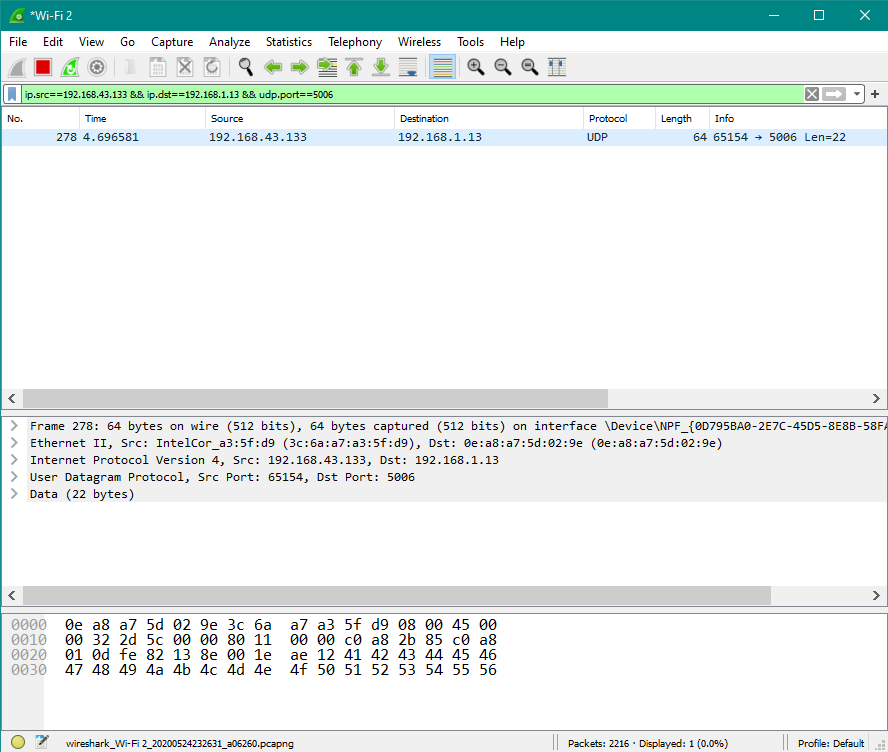 *Wi-Fi 2
File Edit View Go Capture Analyze Statistics Telephony Wireless Tools Help
ip.src==192.168.43.133 && ip.dst==192.168.1.13 && udp.port==5006
No. Time Source Destination Protocol Length Info
278 4.696581 192.168.43.133 192.168.1.13 UDP 64 65154 → 5006 Len=22
Frame 278: 64 bytes on wire (512 bits), 64 bytes captured (512 bits) on interface \Device\NPF_{0D795BA0-2E7C-45D5-8E8B-58FA
Ethernet II, Src: IntelCor_a3:5f:d9 (3c:6a:a7:a3:5f:d9), Dst: 0e:a8:a7:5d:02:9e (0e:a8:a7:5d:02:9e)
Internet Protocol Version 4, Src: 192.168.43.133, Dst: 192.168.1.13
User Datagram Protocol, Src Port: 65154, Dst Port: 5006
Data (22 bytes)
0000 0e a8 a7 5d 02 9e 3c 6a a7 a3 5f d9 08 00 45 00
0010 00 32 2d 5c 00 00 80 11 00 00 c0 a8 2b 85 c0 a8
0020 01 0d fe 82 13 8e 00 1e ae 12 41 42 43 44 45 46
0030 47 48 49 4a 4b 4c 4d 4e 4f 50 51 52 53 54 55 56
wireshark_Wi-Fi 2_20200524232631_a06260.pcapng Packets: 2216 · Displayed: 1 (0.0%) Profile: Default